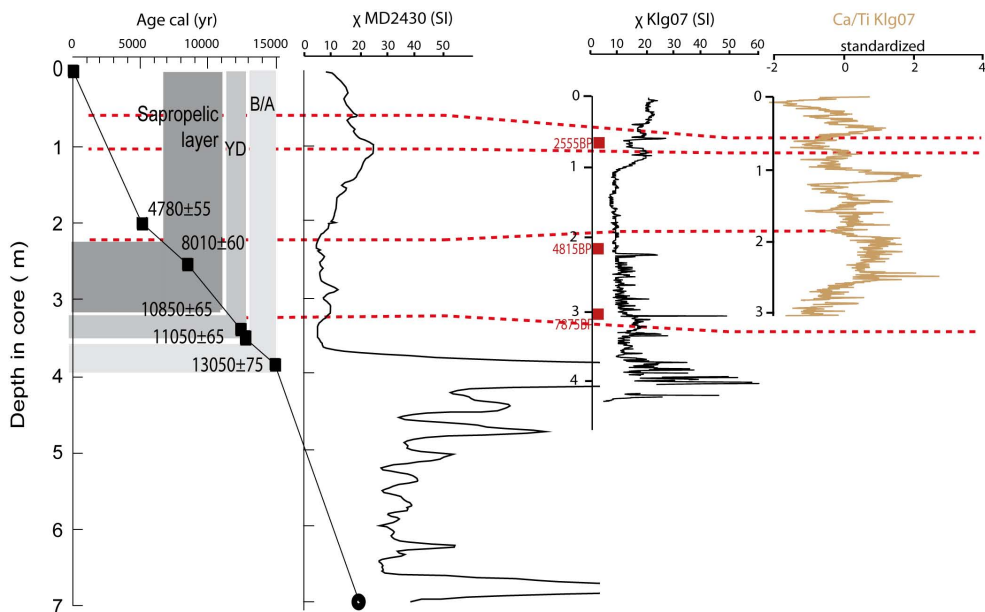 Age cal (yr)
χ MD2430 (SI)
χ Klg07 (SI)
Ca/Ti Klg07
standardized
0 5000 10000 15000
0 10 20 30 40 50
0 10 20 30 40 50 60
-2 0 2 4
Depth in core ( m)
0
1
2
3
4
5
6
7
Sapropelic
layer
YD
B/A
4780±55
8010±60
10850±65
11050±65
13050±75
0
1
2
3
4
2555BP
4815BP
7875BP
0
1
2
3